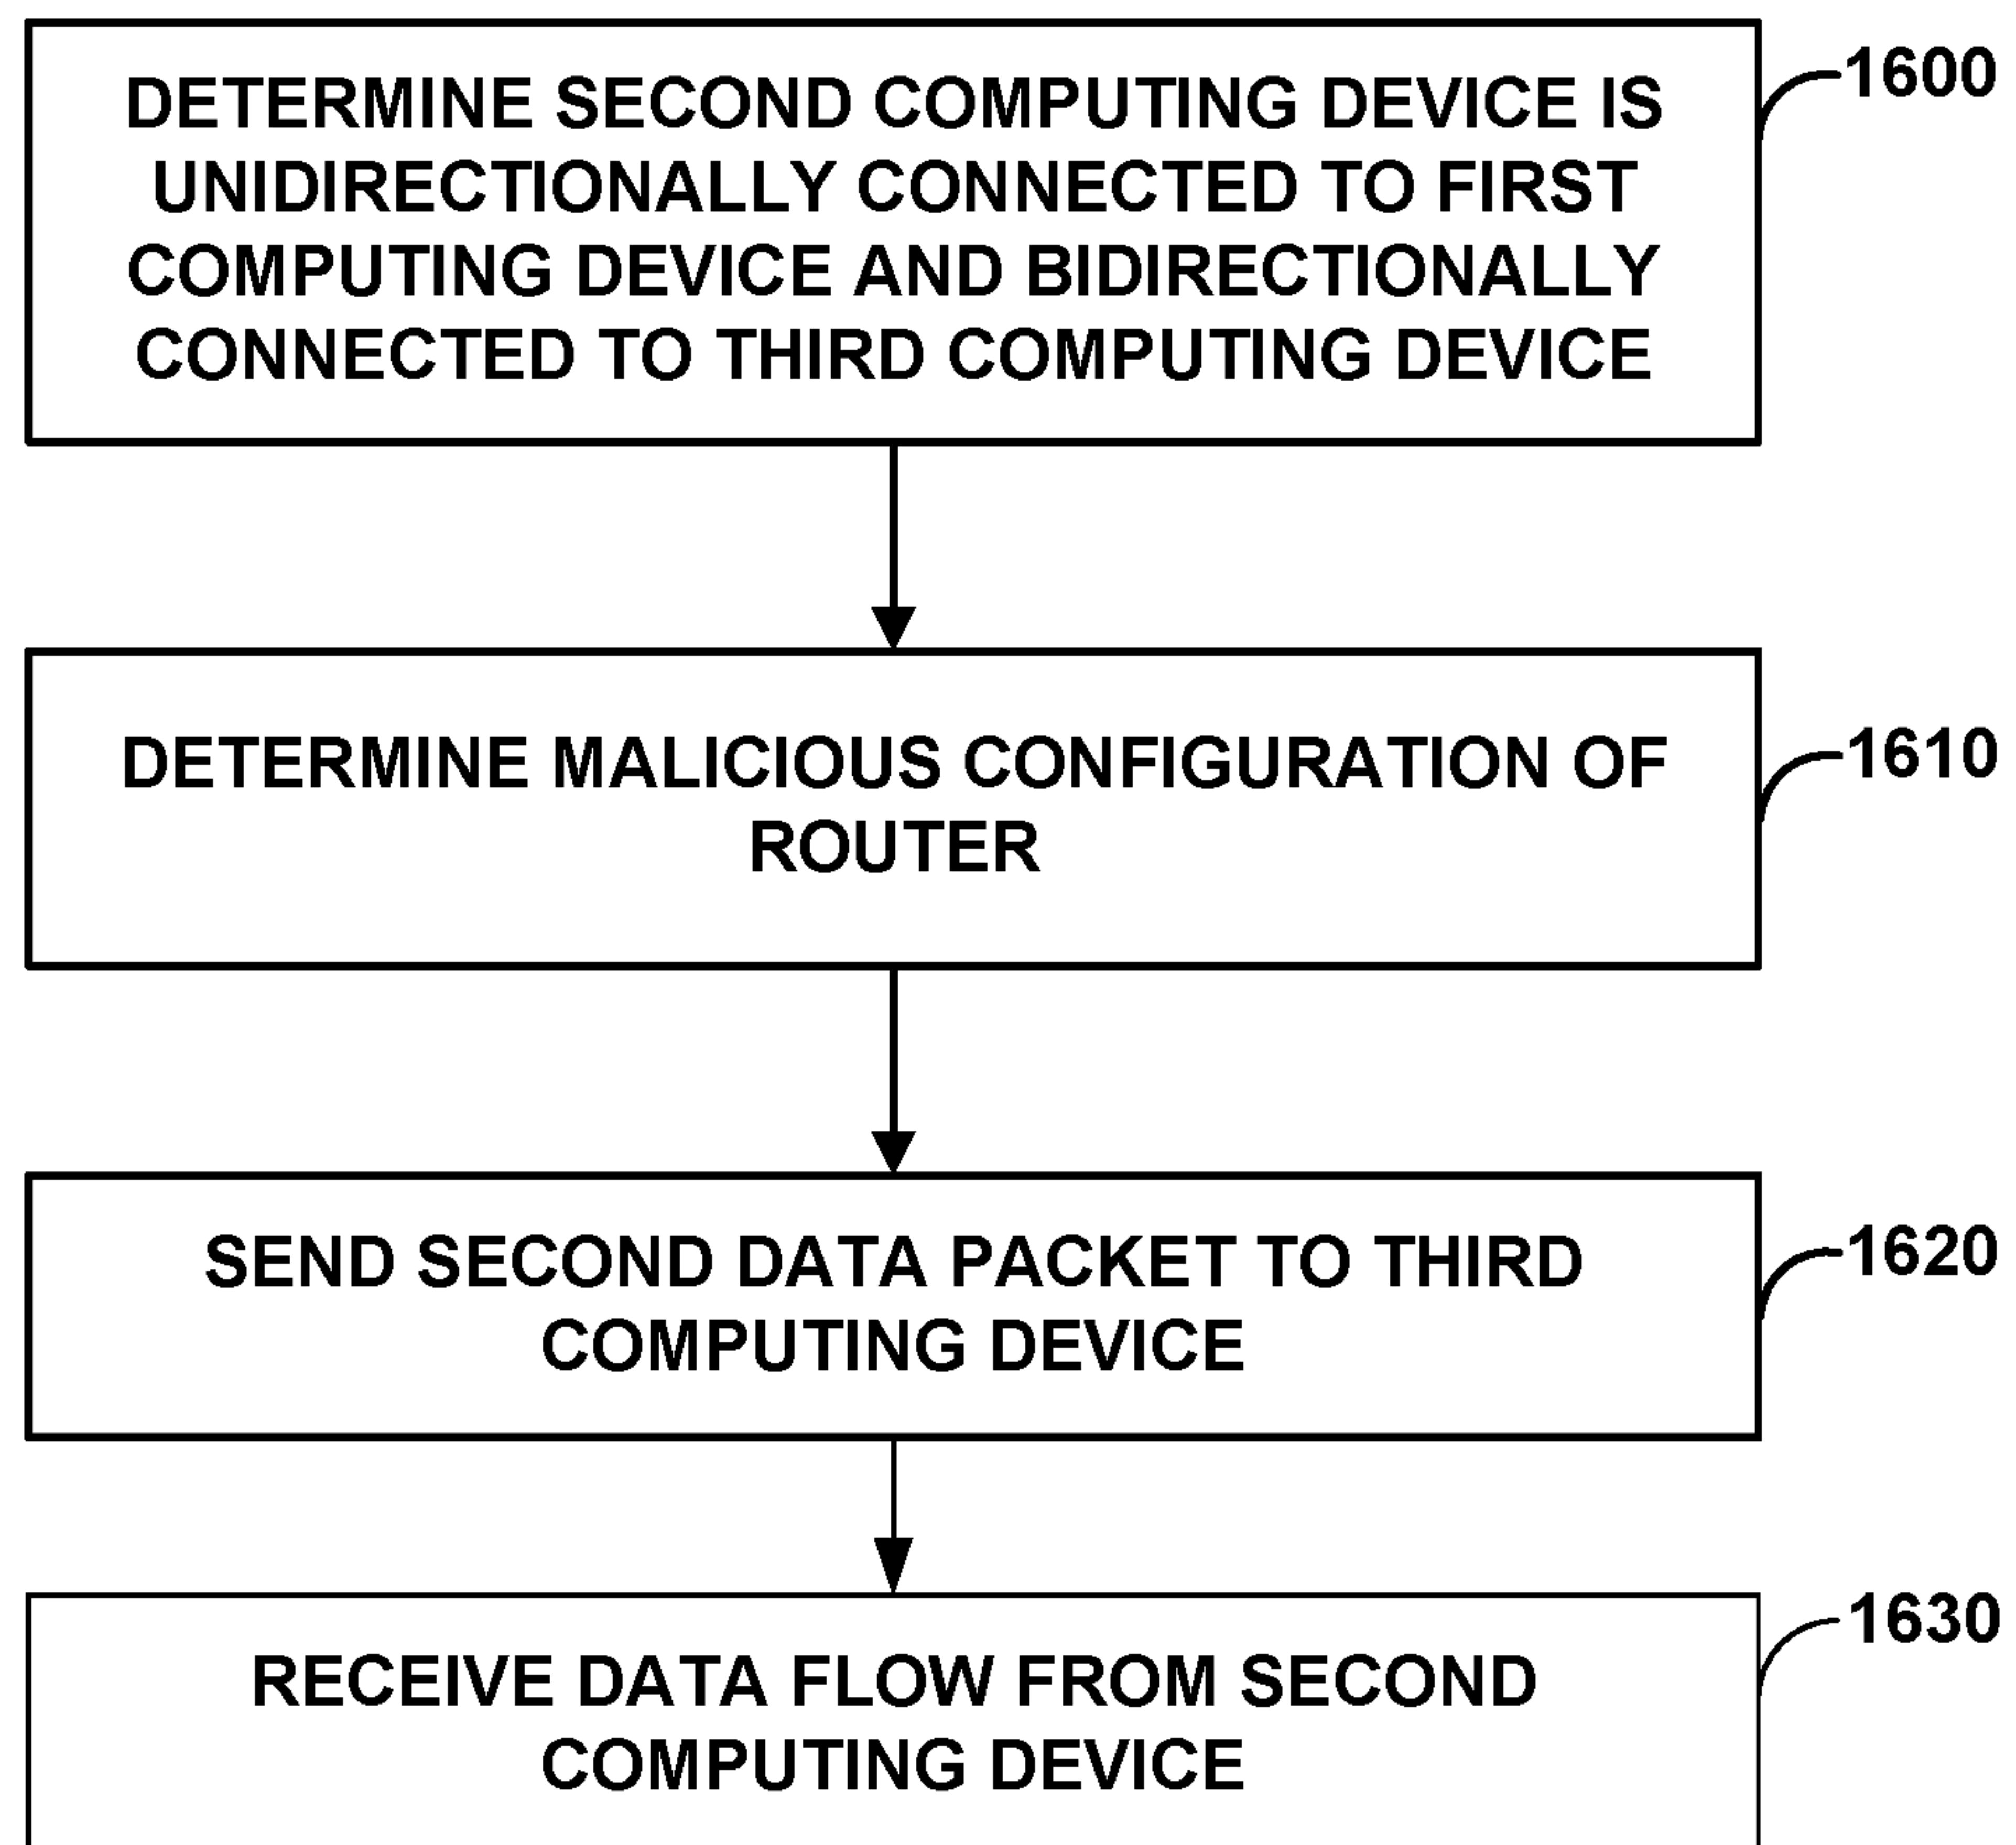 DETERMINE SECOND COMPUTING DEVICE IS
UNIDIRECTIONALLY CONNECTED TO FIRST
COMPUTING DEVICE AND BIDIRECTIONALLY
CONNECTED TO THIRD COMPUTING DEVICE
1600
DETERMINE MALICIOUS CONFIGURATION OF
ROUTER
1610
SEND SECOND DATA PACKET TO THIRD
COMPUTING DEVICE
1620
RECEIVE DATA FLOW FROM SECOND
COMPUTING DEVICE
1630